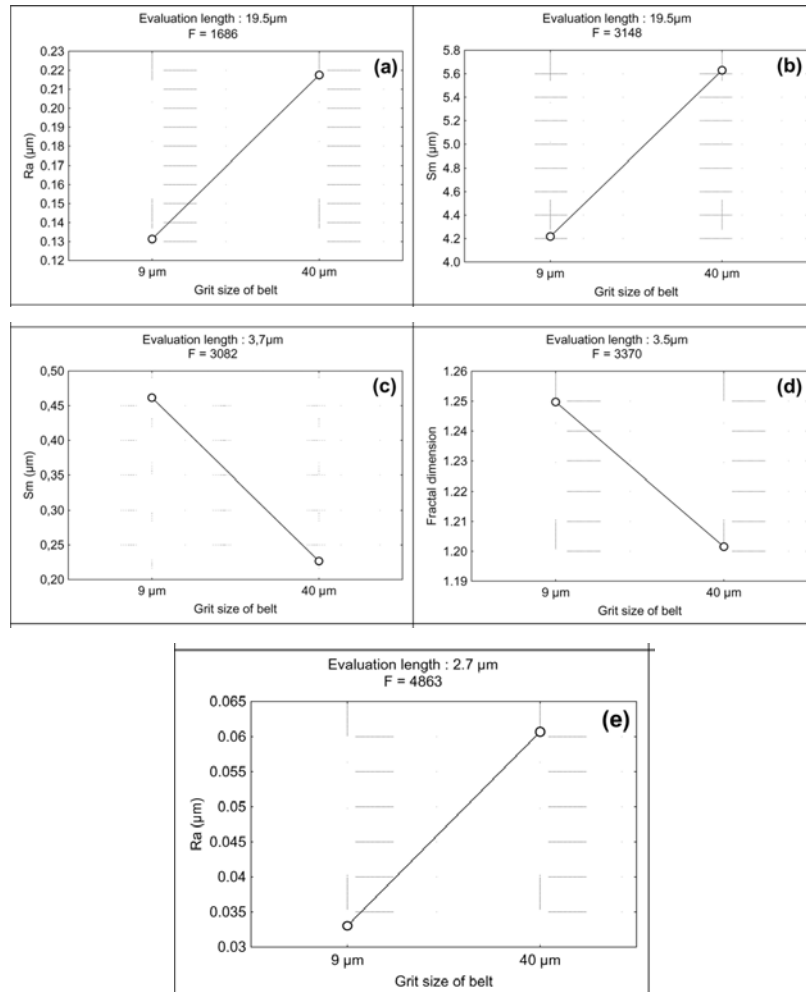 Evaluation length : 19.5µm
F = 1686
(a)
0.23
0.22
0.21
0.20
0.19
0.18
0.17
0.16
0.15
0.14
0.13
0.12
Ra (µm)
9 µm 40 µm
Grit size of belt
Evaluation length : 19.5µm
F = 3148
(b)
5.8
5.6
5.4
5.2
5.0
4.8
4.6
4.4
4.2
4.0
Sm (µm)
9 µm 40 µm
Grit size of belt
Evaluation length : 3,7µm
F = 3082
(c)
0,50
0,45
0,40
0,35
0,30
0,25
0,20
Sm (µm)
9 µm 40 µm
Grit size of belt
Evaluation length : 3.5µm
F = 3370
(d)
1.26
1.25
1.24
1.23
1.22
1.21
1.20
1.19
Fractal dimension
9 µm 40 µm
Grit size of belt
Evaluation length : 2.7 µm
F = 4863
(e)
0.065
0.06
0.055
0.05
0.045
0.04
0.035
0.03
Ra (µm)
9 µm 40 µm
Grit size of belt